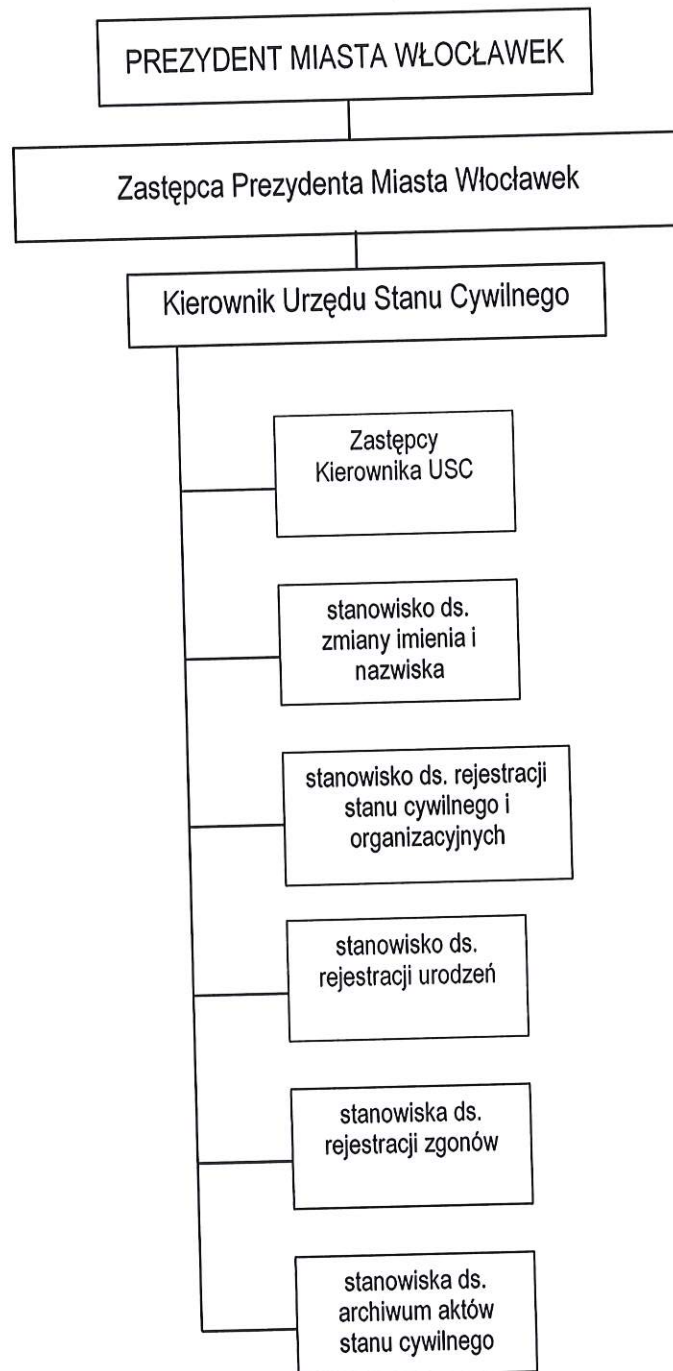 PREZYDENT MIASTA WŁOCŁAWEK
Zastępca Prezydenta Miasta Włocławek
Kierownik Urzędu Stanu Cywilnego
Zastępcy
Kierownika USC
stanowisko ds.
zmiany imienia i
nazwiska
stanowisko ds. rejestracji
stanu cywilnego i
organizacyjnych
stanowisko ds.
rejestracji urodzeń
stanowiska ds.
rejestracji zgonów
stanowiska ds.
archiwum aktów
stanu cywilnego